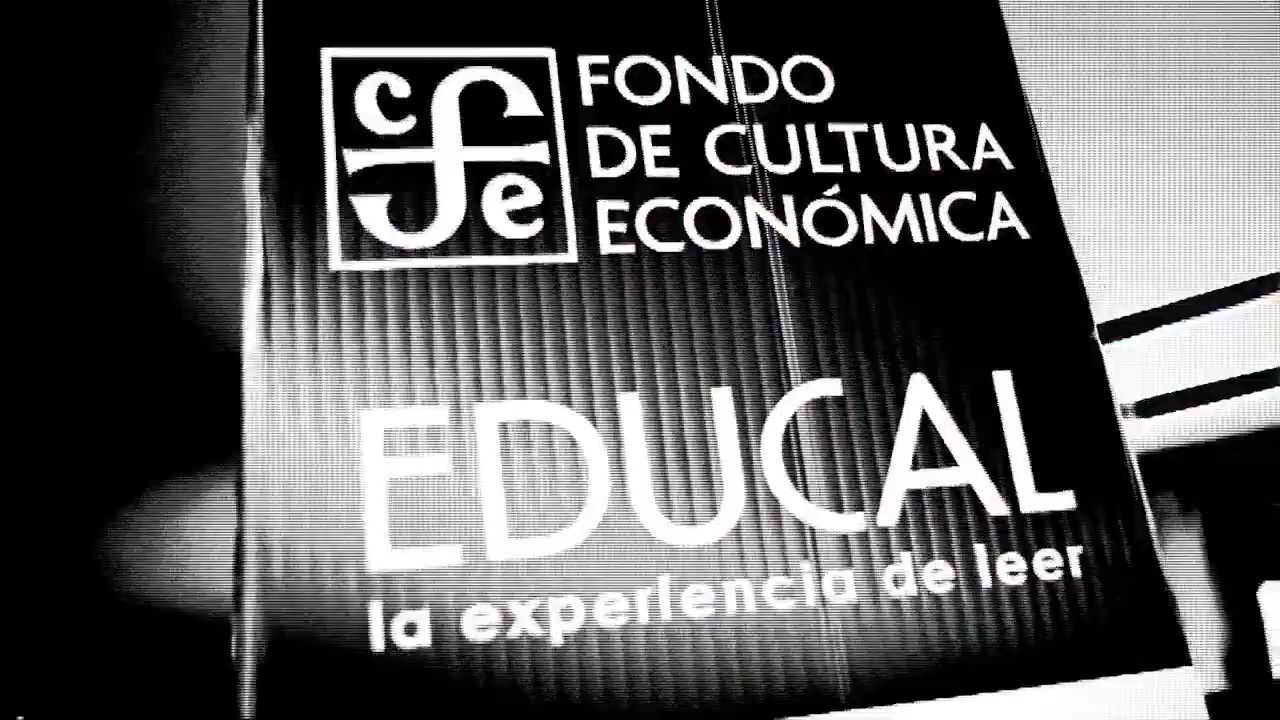 cfe
FONDO
DE CULTURA
ECONÓMICA
EDUCAL
la experiencia de leer